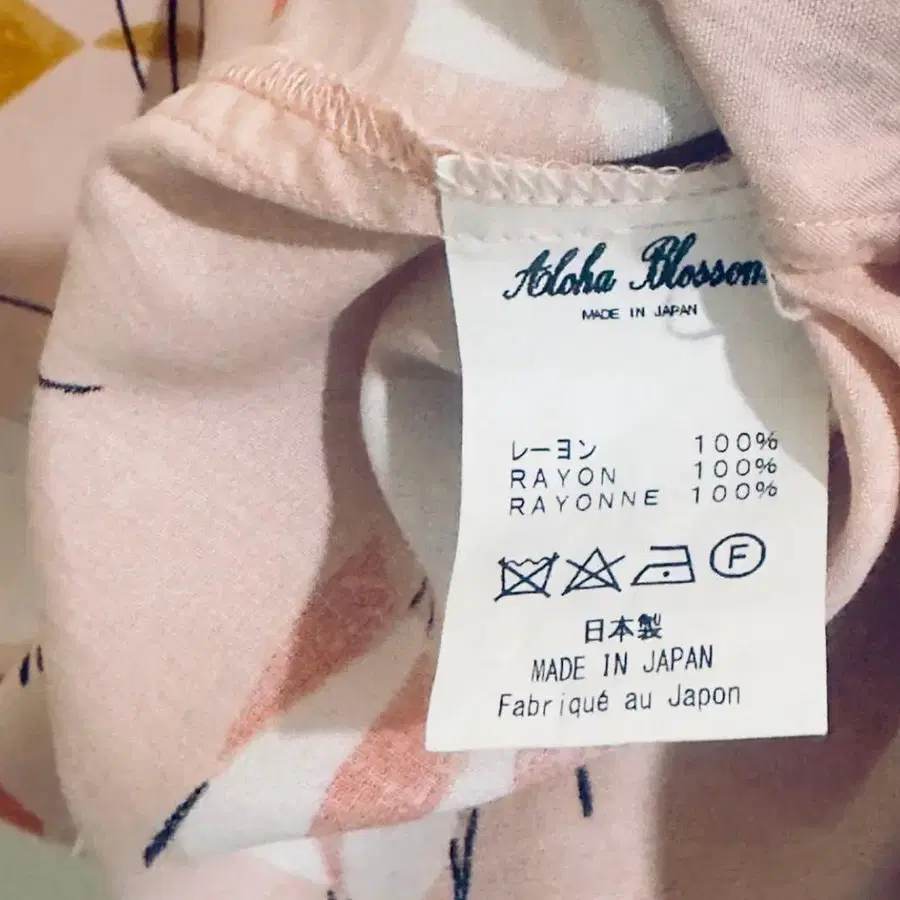 Aloha Blossom
MADE IN JAPAN
レーヨン 100%
RAYON 100%
RAYONNE 100%
F
日本製
MADE IN JAPAN
Fabriqué au Japon